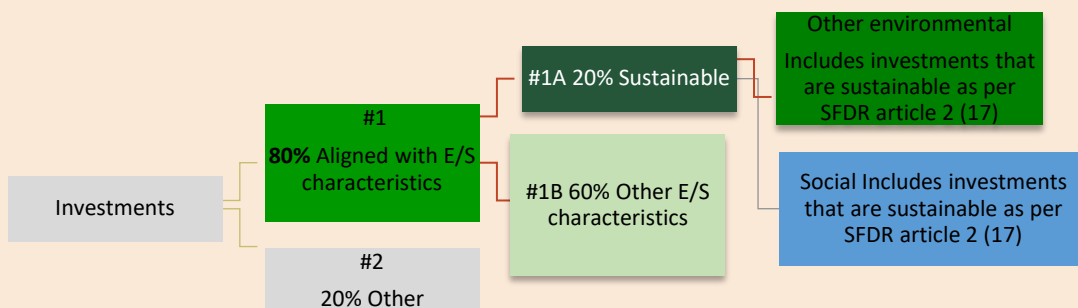 Investments
#1
80% Aligned with E/S
characteristics
#2
20% Other
#1A 20% Sustainable
#1B 60% Other E/S
characteristics
Other environmental
Includes investments that
are sustainable as per
SFDR article 2 (17)
Social Includes investments
that are sustainable as per
SFDR article 2 (17)